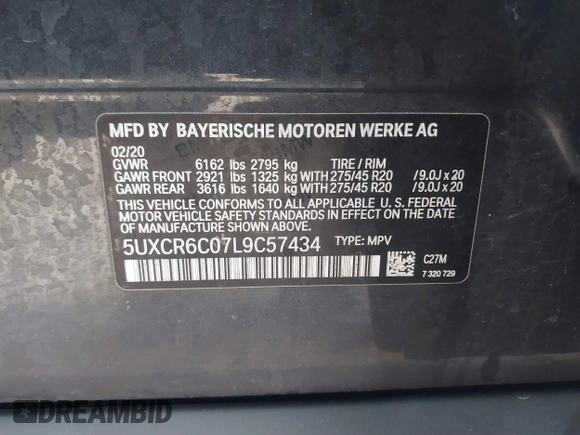 MFD BY BAYERISCHE MOTOREN WERKE AG
02/20
GVWR 6162 lbs 2795 kg TIRE / RIM
GAWR FRONT 2921 lbs 1325 kg WITH 275/45 R20 /9.0J x 20
GAWR REAR 3616 lbs 1640 kg WITH 275/45 R20 /9.0J x 20
THIS VEHICLE CONFORMS TO ALL APPLICABLE U. S. FEDERAL
MOTOR VEHICLE SAFETY STANDARDS IN EFFECT ON THE DATE
OF MANUFACTURE SHOWN ABOVE.
5UXCR6C07L9C57434 TYPE: MPV
C27M
7 320 729
DREAMBID